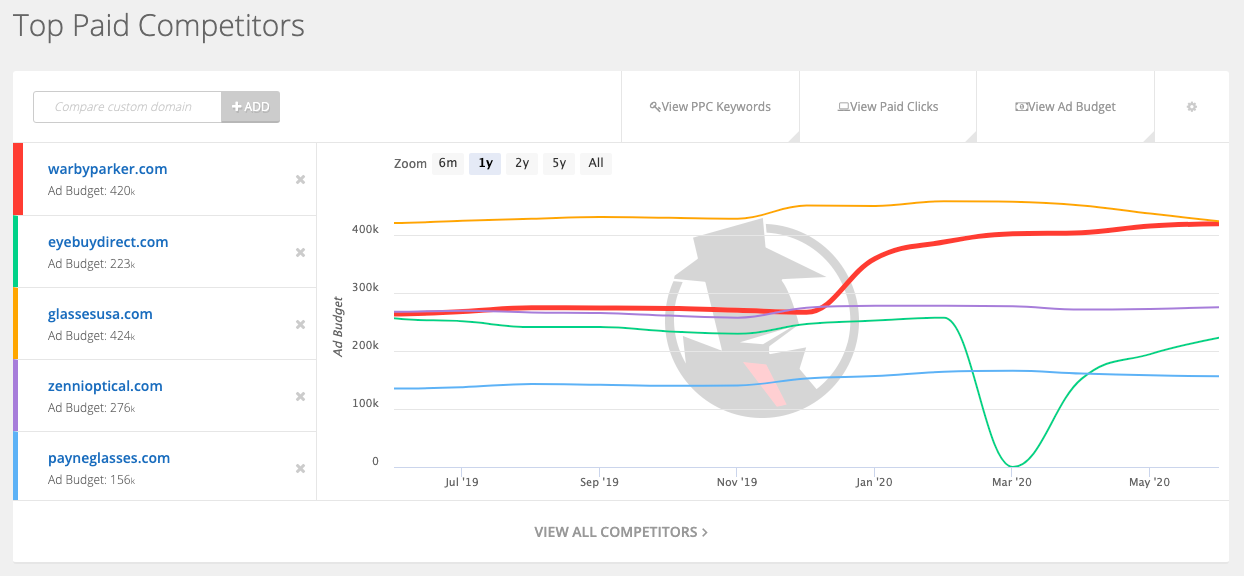 Top Paid Competitors
Compare custom domain
+ ADD
View PPC Keywords
View Paid Clicks
View Ad Budget
warbyparker.com
Ad Budget: 420k
eyebuydirect.com
Ad Budget: 223k
glassesusa.com
Ad Budget: 424k
zennioptical.com
Ad Budget: 276k
payneglasses.com
Ad Budget: 156k
Zoom 6m 1y 2y 5y All
Ad Budget
400k
300k
200k
100k
0
Jul '19 Sep '19 Nov '19 Jan '20 Mar '20 May '20
VIEW ALL COMPETITORS >